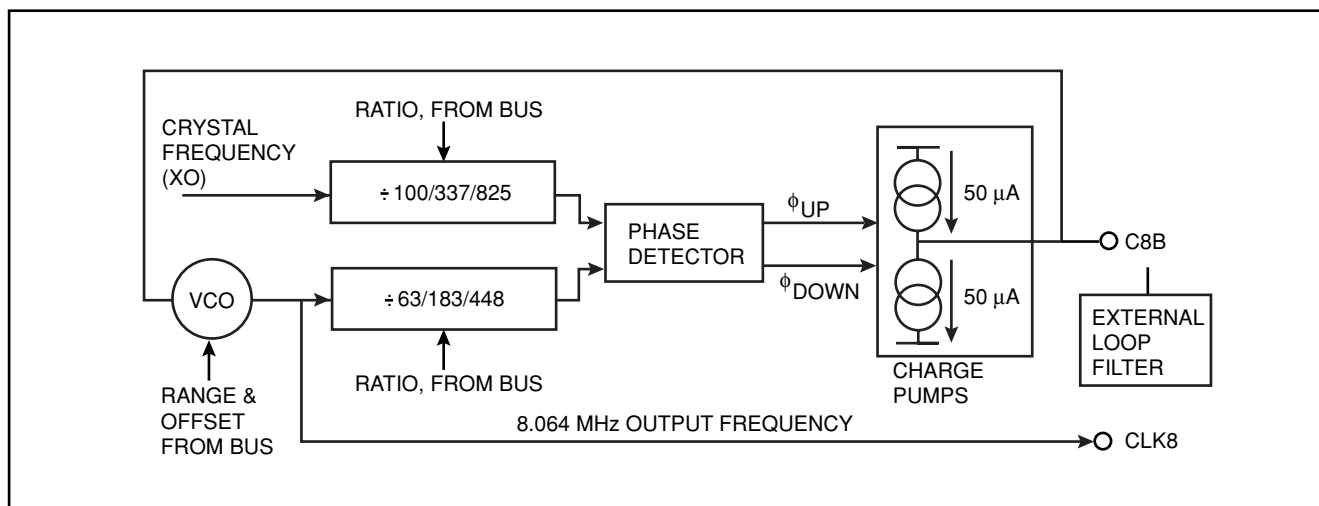 RATIO, FROM BUS
CRYSTAL
FREQUENCY
(XO)
÷ 100/337/825
PHASE
DETECTOR
ϕUP
ϕDOWN
50 μA
50 μA
C8B
VCO
÷ 63/183/448
EXTERNAL
LOOP
FILTER
RATIO, FROM BUS
CHARGE
PUMPS
RANGE &
OFFSET
FROM BUS
8.064 MHz OUTPUT FREQUENCY
CLK8